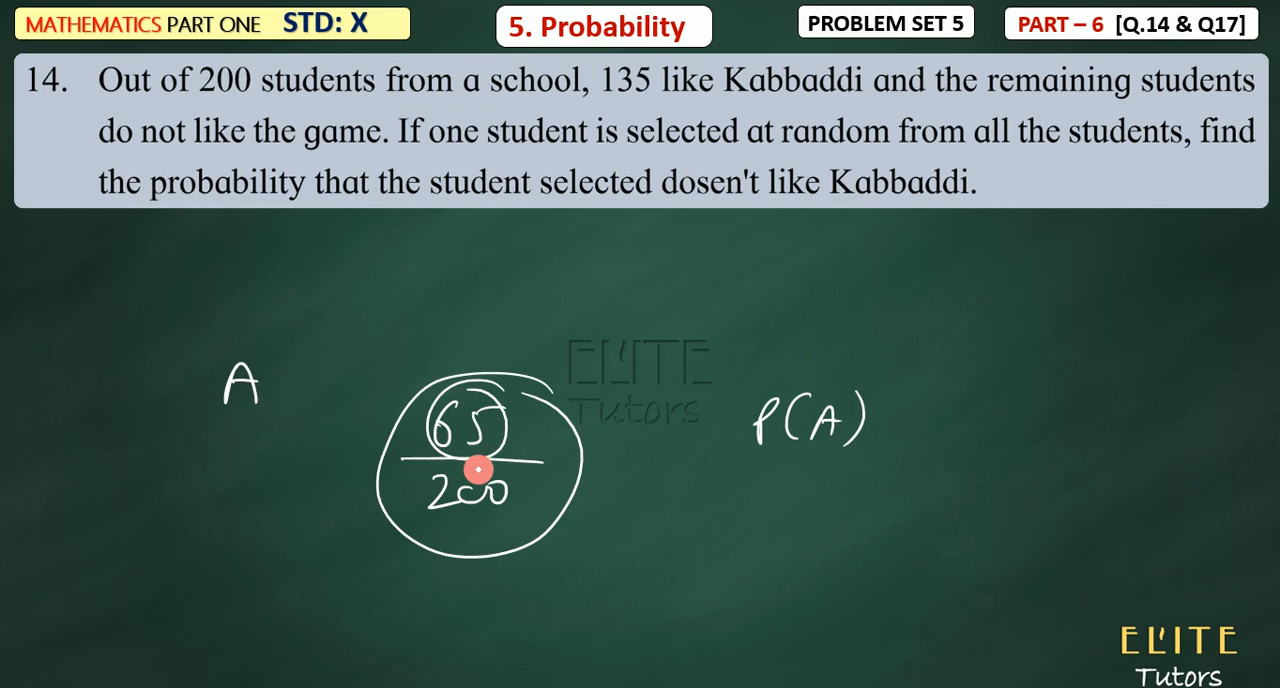 MATHEMATICS PART ONE STD: X
5. Probability
PROBLEM SET 5
PART – 6 [Q.14 & Q17]
14. Out of 200 students from a school, 135 like Kabbaddi and the remaining students
do not like the game. If one student is selected at random from all the students, find
the probability that the student selected dosen't like Kabbaddi.
ELITE
Tutors
A
65
200
P(A)
ELITE
Tutors